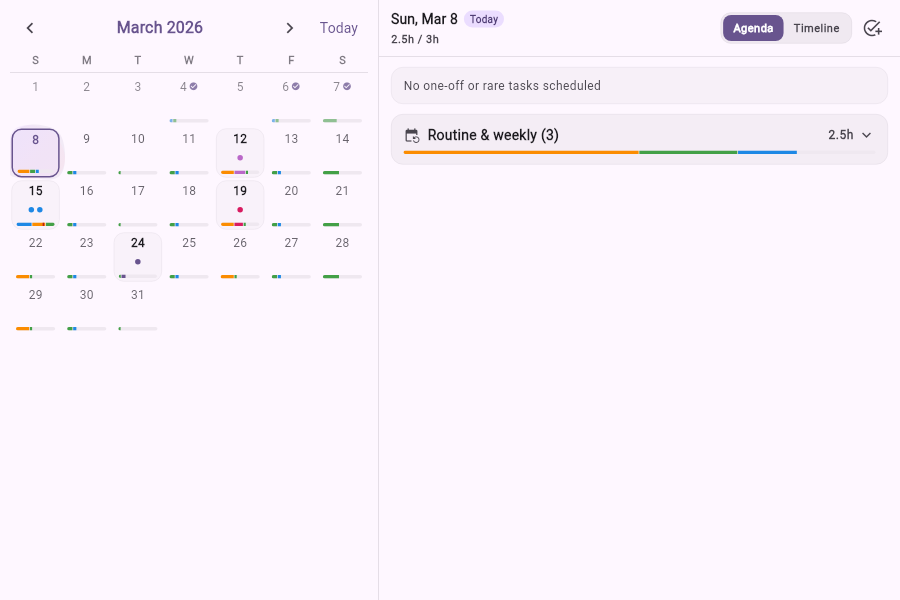 March 2026
Today
S M T W T F S
1 2 3 4 5 6 7
8 9 10 11 12 13 14
15 16 17 18 19 20 21
22 23 24 25 26 27 28
29 30 31
Sun, Mar 8 Today
2.5h / 3h
Agenda Timeline
No one-off or rare tasks scheduled
Routine & weekly (3) 2.5h